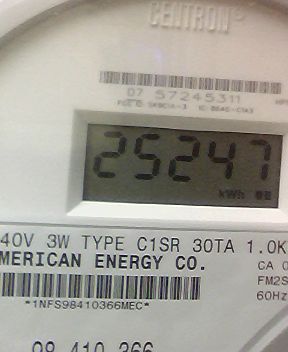 CENTRON®
07 57245311
25247
kWh
40V 3W TYPE C1SR 30TA 1.0K
MERICAN ENERGY CO.
CA 0
FM2S
60Hz
*1NFS98410366MEC*
98 410 366